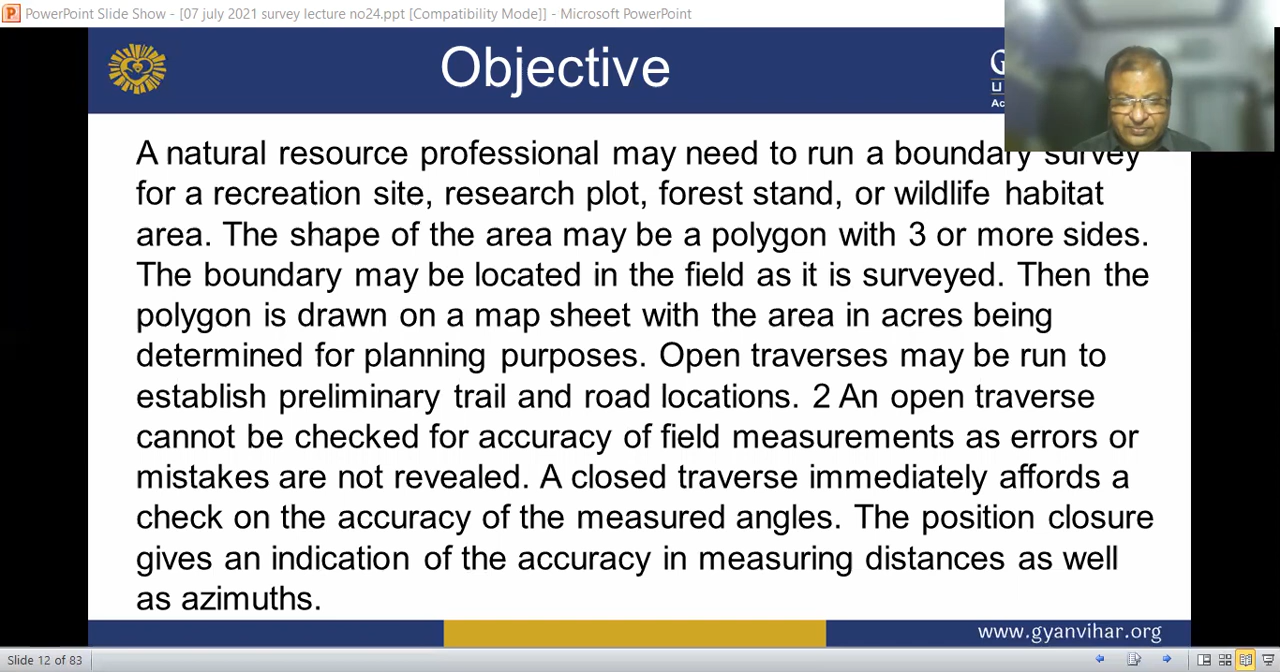 PowerPoint Slide Show - [07 july 2021 survey lecture no24.ppt [Compatibility Mode]] - Microsoft PowerPoint
Objective
A natural resource professional may need to run a boundary survey
for a recreation site, research plot, forest stand, or wildlife habitat
area. The shape of the area may be a polygon with 3 or more sides.
The boundary may be located in the field as it is surveyed. Then the
polygon is drawn on a map sheet with the area in acres being
determined for planning purposes. Open traverses may be run to
establish preliminary trail and road locations. 2 An open traverse
cannot be checked for accuracy of field measurements as errors or
mistakes are not revealed. A closed traverse immediately affords a
check on the accuracy of the measured angles. The position closure
gives an indication of the accuracy in measuring distances as well
as azimuths.
www.gyanvihar.org
Slide 12 of 83